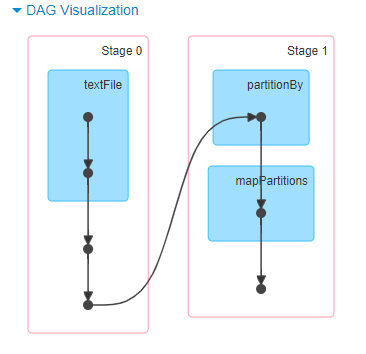 DAG Visualization
Stage 0
textFile
Stage 1
partitionBy
mapPartitions